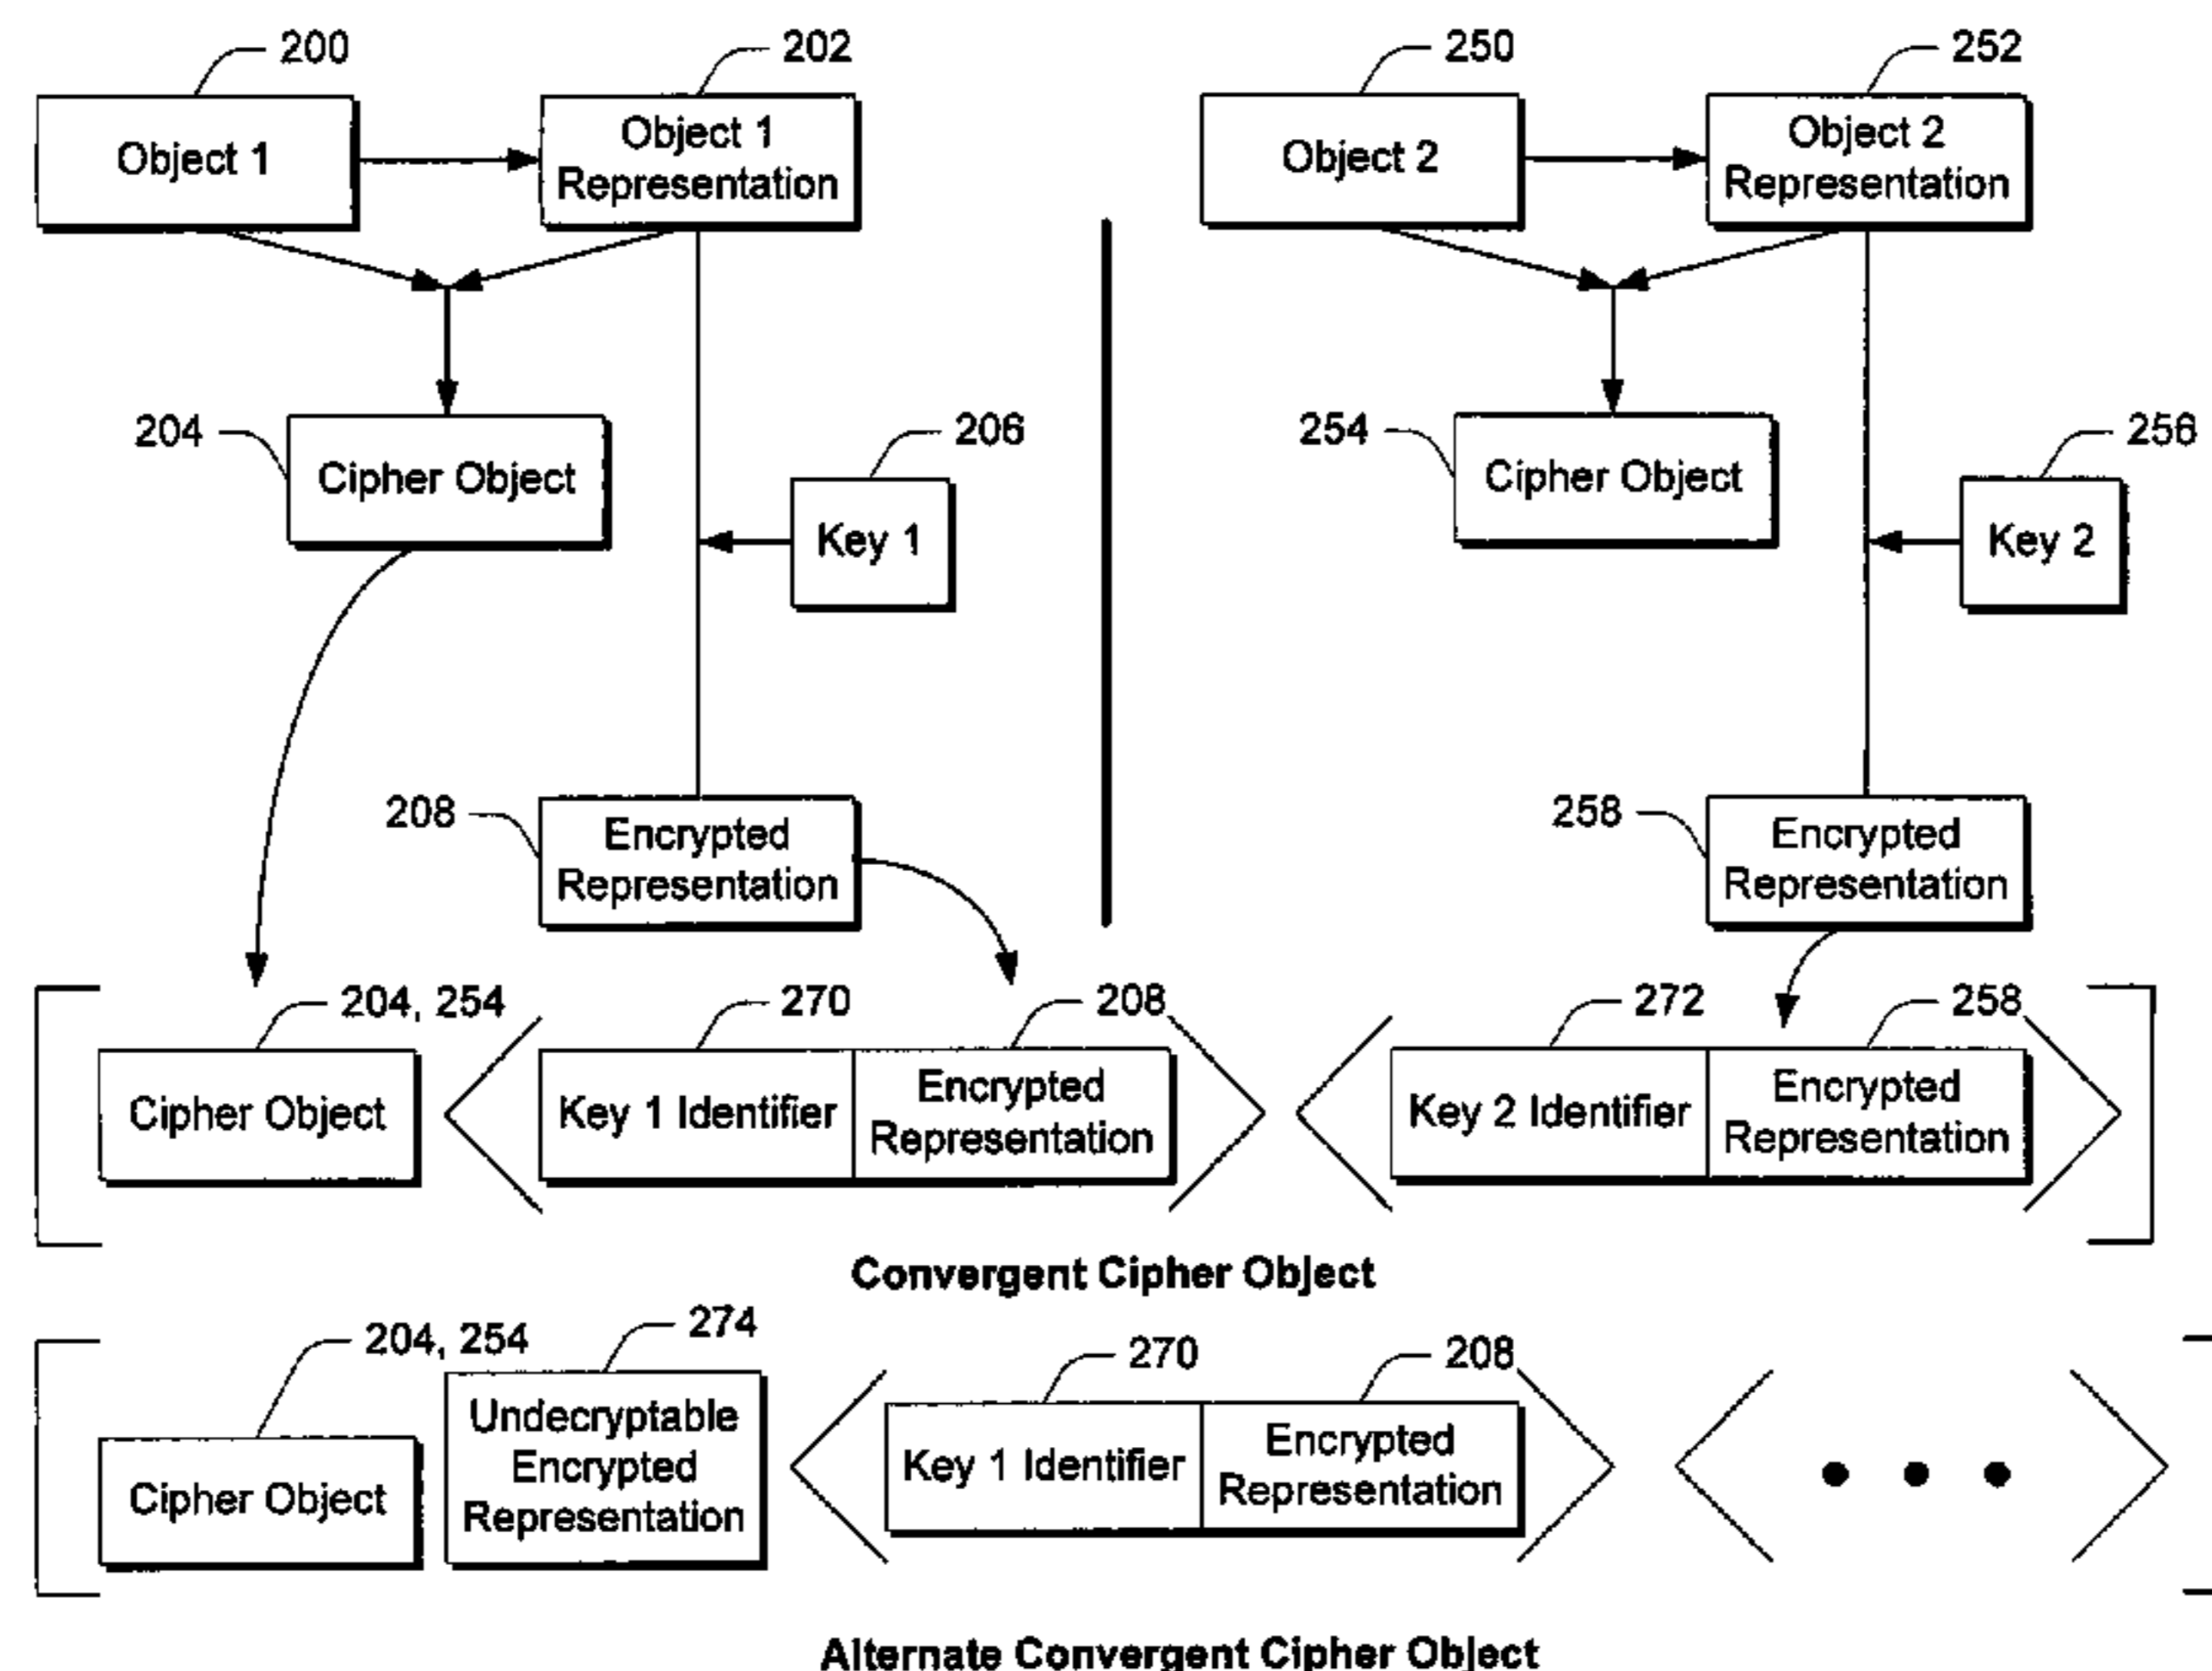 200
202
250
252
Object 1
Object 1
Representation
Object 2
Object 2
Representation
204
Cipher Object
206
Key 1
254
Cipher Object
256
Key 2
208
Encrypted
Representation
258
Encrypted
Representation
204, 254
270
208
272
258
Cipher Object
Key 1 Identifier
Encrypted
Representation
Key 2 Identifier
Encrypted
Representation
Convergent Cipher Object
204, 254
274
270
208
Cipher Object
Undecryptable
Encrypted
Representation
Key 1 Identifier
Encrypted
Representation
Alternate Convergent Cipher Object